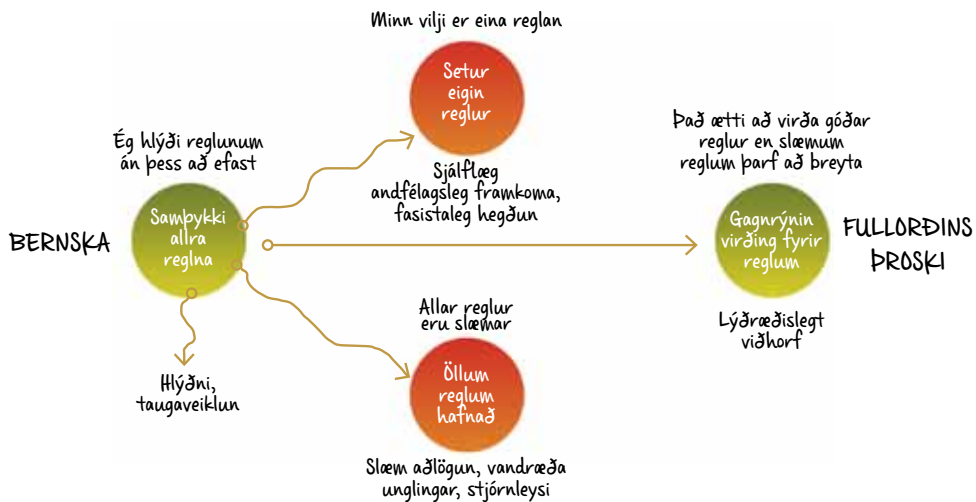 Minn vilji er eina reglan
Setur
eigin
reglur
Sjálflæg
andfélagsleg framkoma,
fasistaleg hegðun
Ég hlýði reglunum
án þess að efast
BERNSKA
Samþykki
allra
reglna
Hlýðni,
taugaveiklun
Það ætti að virða góðar
reglur en slæmum
reglum þarf að breyta
Gagnrýnin
virðing fyrir
reglum
FULLORÐINS
ÞROSKI
Lýðræðislegt
viðhorf
Allar reglur
eru slæmar
Öllum
reglum
hafnað
Slæm aðlögun, vandræða
unglingar, stjórnleysi